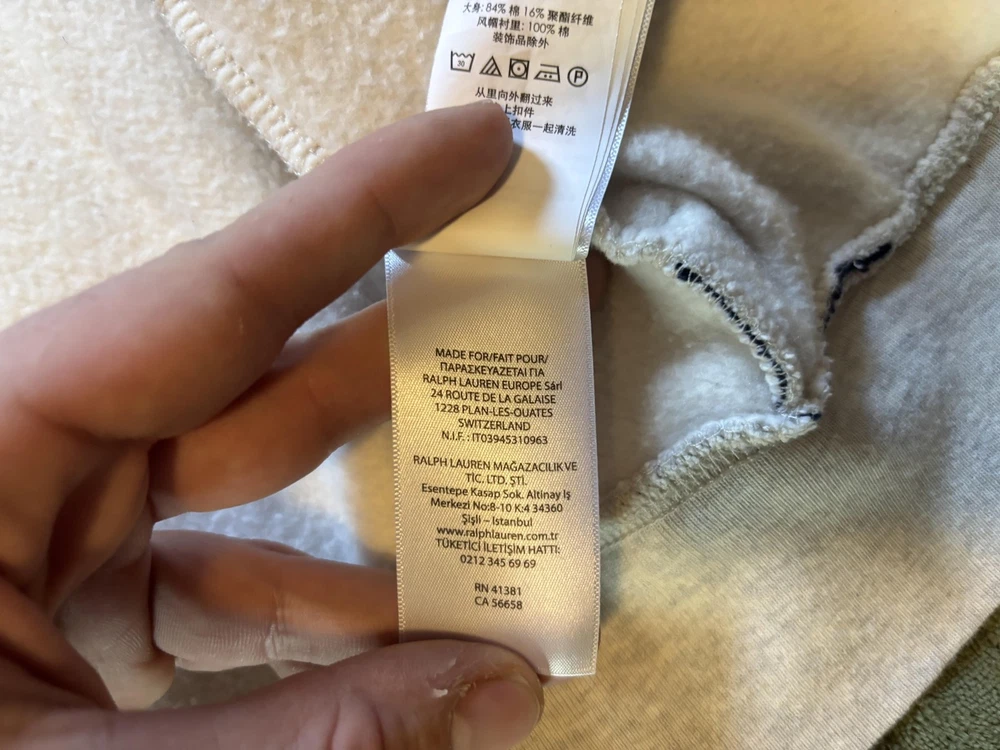 大身: 84% 棉 16% 聚酯纤维
风帽衬里: 100% 棉
装饰品除外
30
P
从里向外翻过来
上扣件
衣服一起清洗
MADE FOR/FAIT POUR/
ΠΑΡΑΣΚΕΥΑΖΕΤΑΙ ΓΙΑ
RALPH LAUREN EUROPE Sárl
24 ROUTE DE LA GALAISE
1228 PLAN-LES-OUATES
SWITZERLAND
N.I.F. : IT03945310963
RALPH LAUREN MAĞAZACILIK VE
TİC. LTD. ŞTİ.
Esentepe Kasap Sok. Altinay Iş
Merkezi No:8-10 K:4 34360
Şişli – Istanbul
www.ralphlauren.com.tr
TÜKETİCİ İLETİŞİM HATTI:
0212 345 69 69
RN 41381
CA 56658